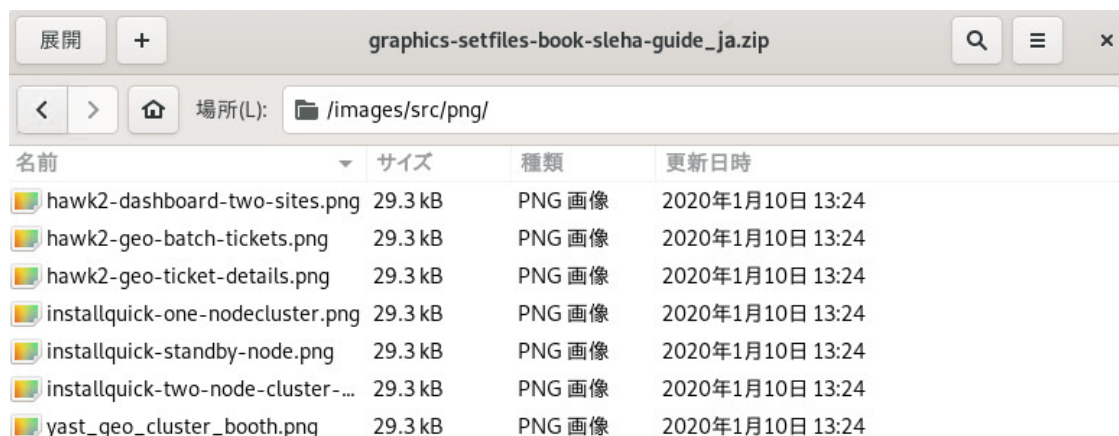 展開 + graphics-setfiles-book-sleha-guide_ja.zip
場所(L): /images/src/png/
名前 サイズ 種類 更新日時
hawk2-dashboard-two-sites.png 29.3 kB PNG 画像 2020年1月10日 13:24
hawk2-geo-batch-tickets.png 29.3 kB PNG 画像 2020年1月10日 13:24
hawk2-geo-ticket-details.png 29.3 kB PNG 画像 2020年1月10日 13:24
installquick-one-nodecluster.png 29.3 kB PNG 画像 2020年1月10日 13:24
installquick-standby-node.png 29.3 kB PNG 画像 2020年1月10日 13:24
installquick-two-node-cluster-... 29.3 kB PNG 画像 2020年1月10日 13:24
yast_geo_cluster_booth.png 29.3 kB PNG 画像 2020年1月10日 13:24